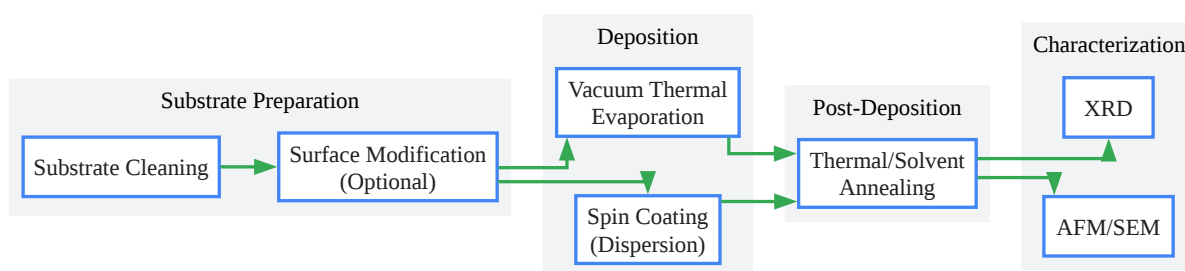 Substrate Preparation
Substrate Cleaning
Surface Modification
(Optional)
Deposition
Vacuum Thermal
Evaporation
Spin Coating
(Dispersion)
Post-Deposition
Thermal/Solvent
Annealing
Characterization
XRD
AFM/SEM